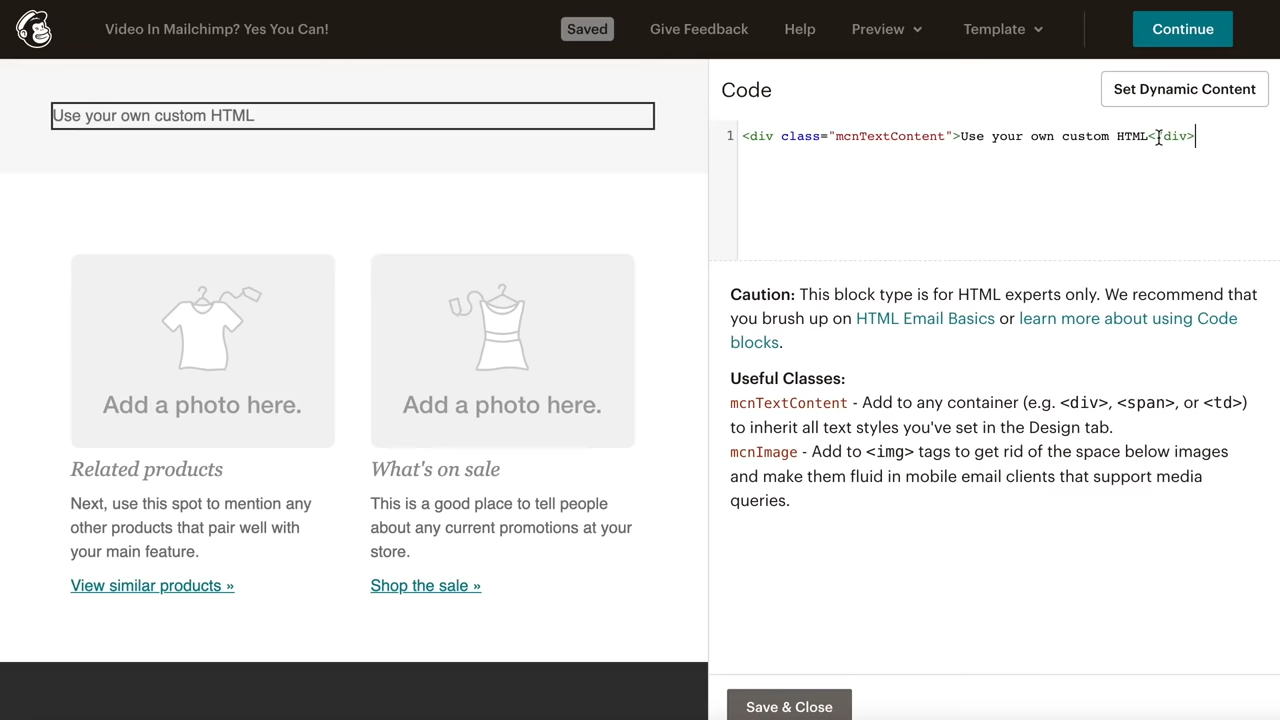 Video In Mailchimp? Yes You Can!
Saved
Give Feedback
Help
Preview
Template
Continue
Use your own custom HTML
Add a photo here.
Add a photo here.
Related products
What's on sale
Next, use this spot to mention any
other products that pair well with
your main feature.
This is a good place to tell people
about any current promotions at your
store.
View similar products »
Shop the sale »
Code
Set Dynamic Content
1 <div class="mcnTextContent">Use your own custom HTML</div>
Caution: This block type is for HTML experts only. We recommend that
you brush up on HTML Email Basics or learn more about using Code
blocks.
Useful Classes:
mcnTextContent - Add to any container (e.g. <div>, <span>, or <td>)
to inherit all text styles you've set in the Design tab.
mcnImage - Add to <img> tags to get rid of the space below images
and make them fluid in mobile email clients that support media
queries.
Save & Close